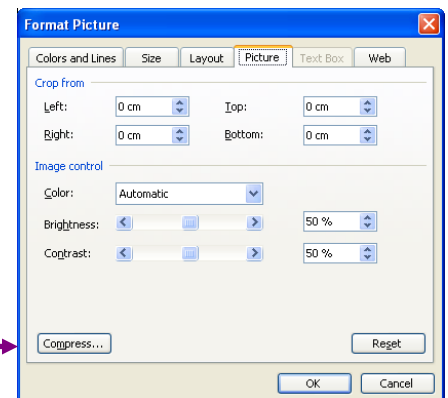 Format Picture
Colors and Lines Size Layout Picture Text Box Web
Crop from
Left: 0 cm Top: 0 cm
Right: 0 cm Bottom: 0 cm
Image control
Color: Automatic
Brightness: 50 %
Contrast: 50 %
Compress... Reset
OK Cancel